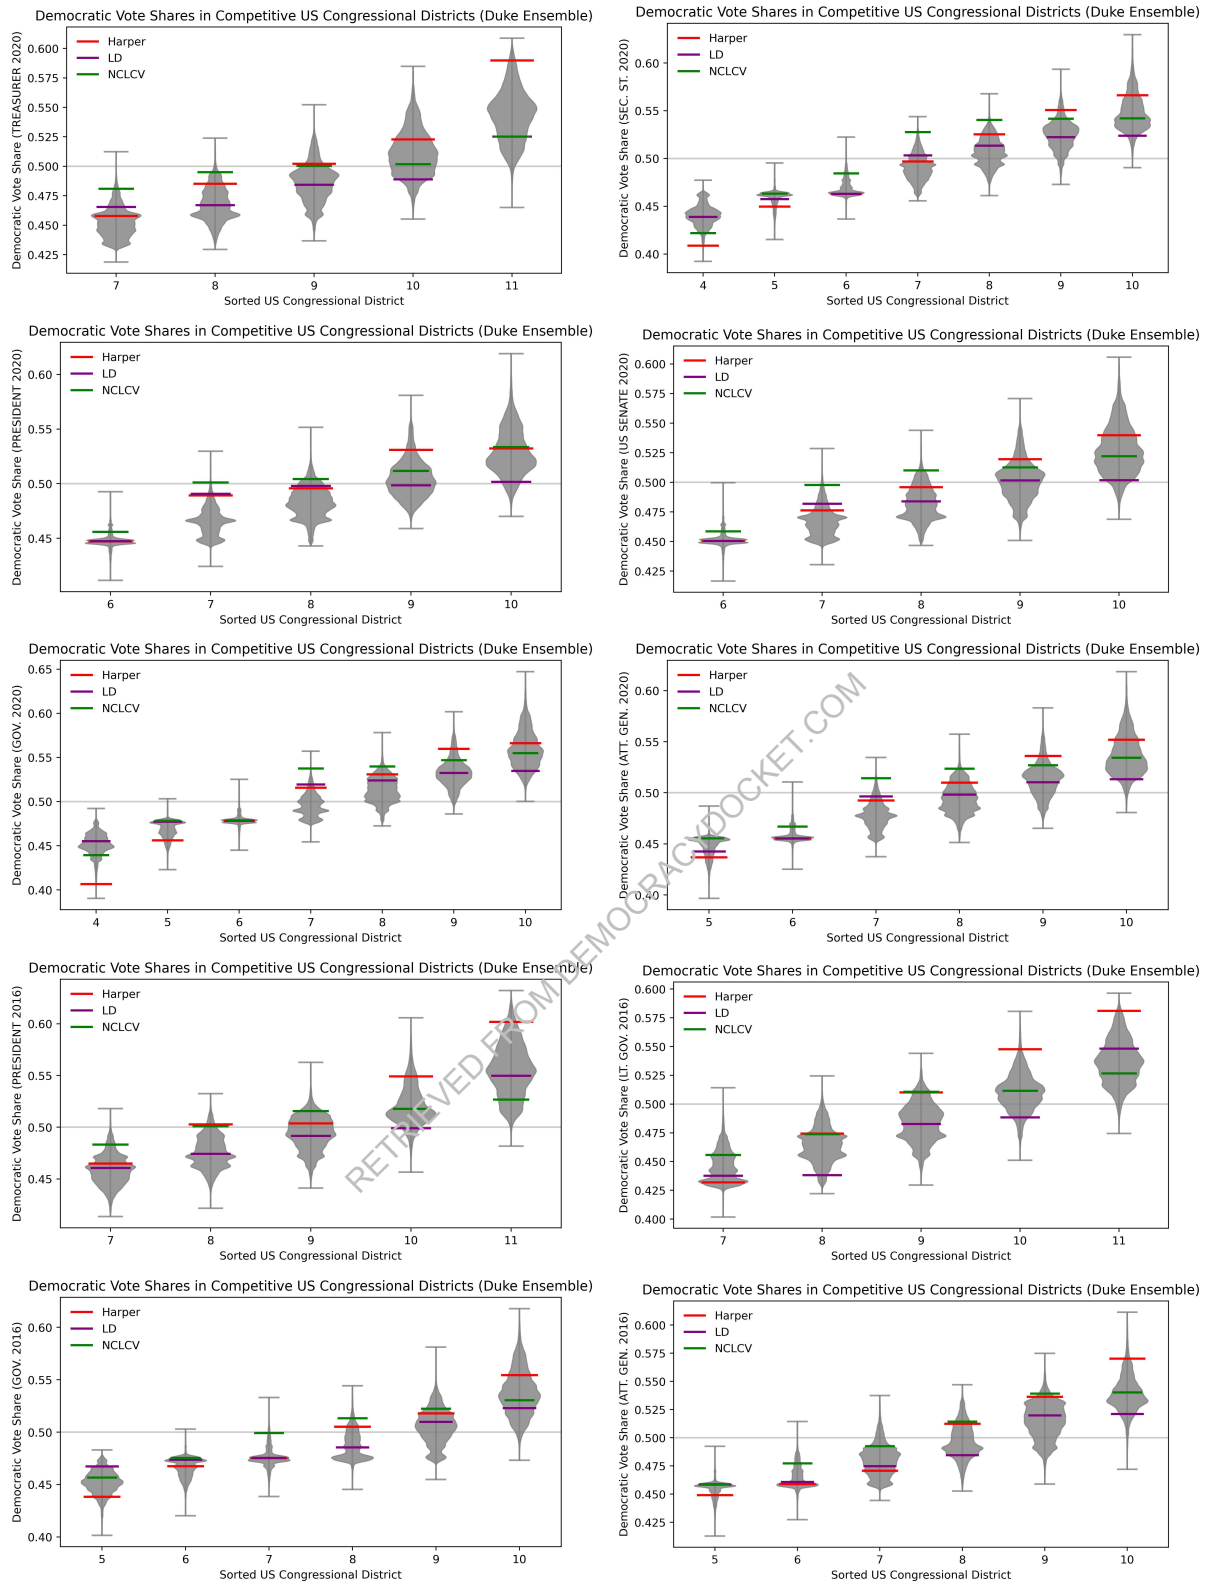 Democratic Vote Shares in Competitive US Congressional Districts (Duke Ensemble)
Democratic Vote Share (TREASURER 2020)
Harper
LD
NCLCV
0.600
0.575
0.550
0.525
0.500
0.475
0.450
0.425
7 8 9 10 11
Sorted US Congressional District
Democratic Vote Shares in Competitive US Congressional Districts (Duke Ensemble)
Democratic Vote Share (SEC. ST. 2020)
Harper
LD
NCLCV
0.60
0.55
0.50
0.45
0.40
4 5 6 7 8 9 10
Sorted US Congressional District
Democratic Vote Shares in Competitive US Congressional Districts (Duke Ensemble)
Democratic Vote Share (PRESIDENT 2020)
Harper
LD
NCLCV
0.60
0.55
0.50
0.45
6 7 8 9 10
Sorted US Congressional District
Democratic Vote Shares in Competitive US Congressional Districts (Duke Ensemble)
Democratic Vote Share (US SENATE 2020)
Harper
LD
NCLCV
0.600
0.575
0.550
0.525
0.500
0.475
0.450
0.425
6 7 8 9 10
Sorted US Congressional District
Democratic Vote Shares in Competitive US Congressional Districts (Duke Ensemble)
Democratic Vote Share (GOV. 2020)
Harper
LD
NCLCV
0.65
0.60
0.55
0.50
0.45
0.40
4 5 6 7 8 9 10
Sorted US Congressional District
Democratic Vote Shares in Competitive US Congressional Districts (Duke Ensemble)
Democratic Vote Share (ATT. GEN. 2020)
Harper
LD
NCLCV
0.60
0.55
0.50
0.45
0.40
5 6 7 8 9 10
Sorted US Congressional District
Democratic Vote Shares in Competitive US Congressional Districts (Duke Ensemble)
Democratic Vote Share (PRESIDENT 2016)
Harper
LD
NCLCV
0.60
0.55
0.50
0.45
7 8 9 10 11
Sorted US Congressional District
Democratic Vote Shares in Competitive US Congressional Districts (Duke Ensemble)
Democratic Vote Share (LT. GOV. 2016)
Harper
LD
NCLCV
0.600
0.575
0.550
0.525
0.500
0.475
0.450
0.425
0.400
7 8 9 10 11
Sorted US Congressional District
Democratic Vote Shares in Competitive US Congressional Districts (Duke Ensemble)
Democratic Vote Share (GOV. 2016)
Harper
LD
NCLCV
0.60
0.55
0.50
0.45
0.40
5 6 7 8 9 10
Sorted US Congressional District
Democratic Vote Shares in Competitive US Congressional Districts (Duke Ensemble)
Democratic Vote Share (ATT. GEN. 2016)
Harper
LD
NCLCV
0.600
0.575
0.550
0.525
0.500
0.475
0.450
0.425
5 6 7 8 9 10
Sorted US Congressional District
RETRIEVED FROM DEMOCRACYDOCKET.COM